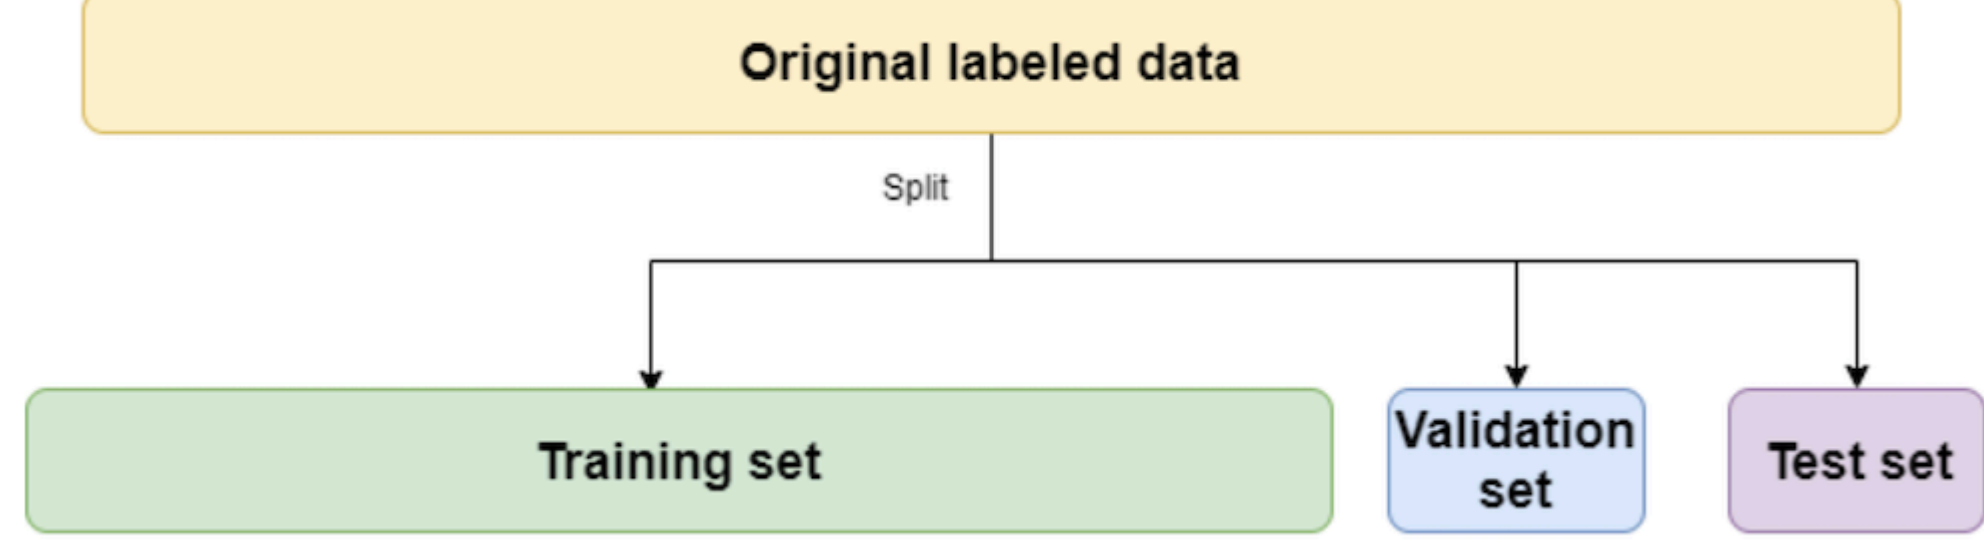 Original labeled data
Split
Training set
Validation
set
Test set